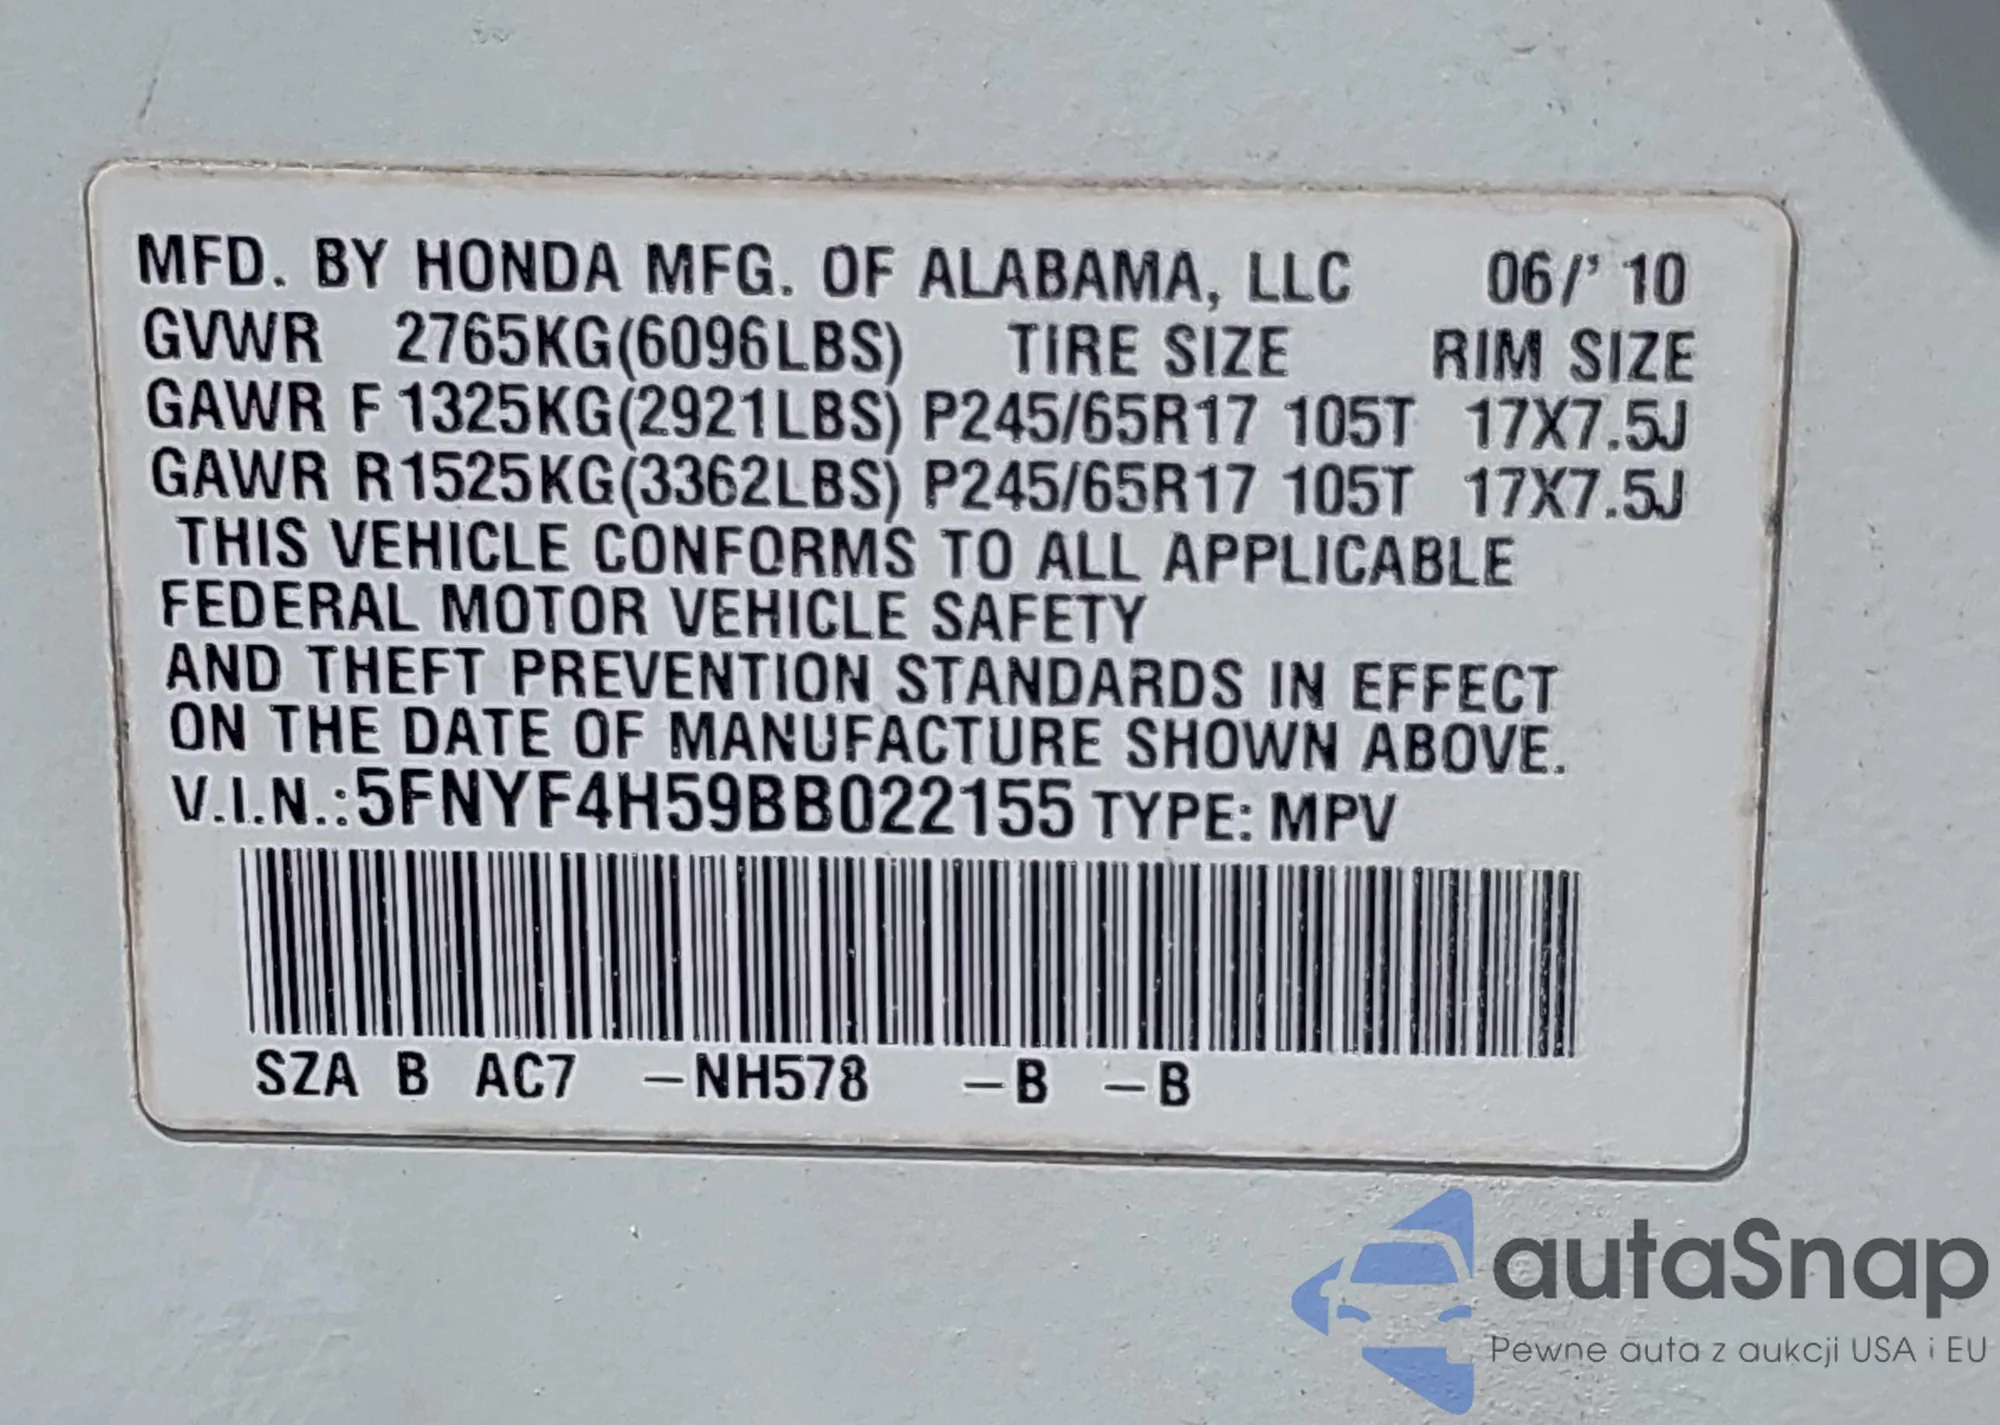 MFD. BY HONDA MFG. OF ALABAMA, LLC 06/'10
GVWR 2765KG(6096LBS) TIRE SIZE RIM SIZE
GAWR F 1325KG(2921LBS) P245/65R17 105T 17X7.5J
GAWR R 1525KG(3362LBS) P245/65R17 105T 17X7.5J
THIS VEHICLE CONFORMS TO ALL APPLICABLE
FEDERAL MOTOR VEHICLE SAFETY
AND THEFT PREVENTION STANDARDS IN EFFECT
ON THE DATE OF MANUFACTURE SHOWN ABOVE.
V.I.N.:5FNYF4H59BB022155 TYPE: MPV
SZA B AC7 -NH578 -B -B
autaSnap
Pewne auta z aukcji USA i EU